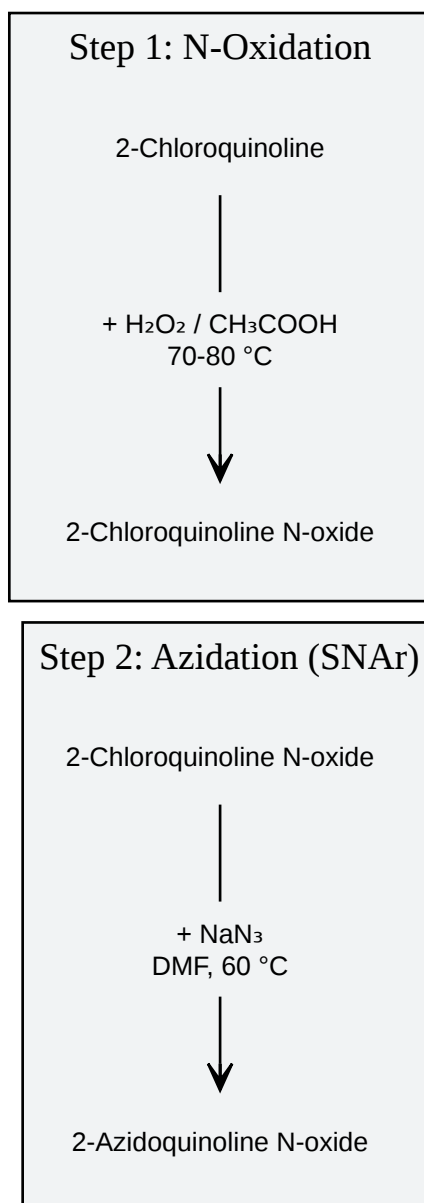 Step 1: N-Oxidation
2-Chloroquinoline
+ H₂O₂ / CH₃COOH
70-80 °C
2-Chloroquinoline N-oxide
Step 2: Azidation (SNAr)
2-Chloroquinoline N-oxide
+ NaN₃
DMF, 60 °C
2-Azidoquinoline N-oxide